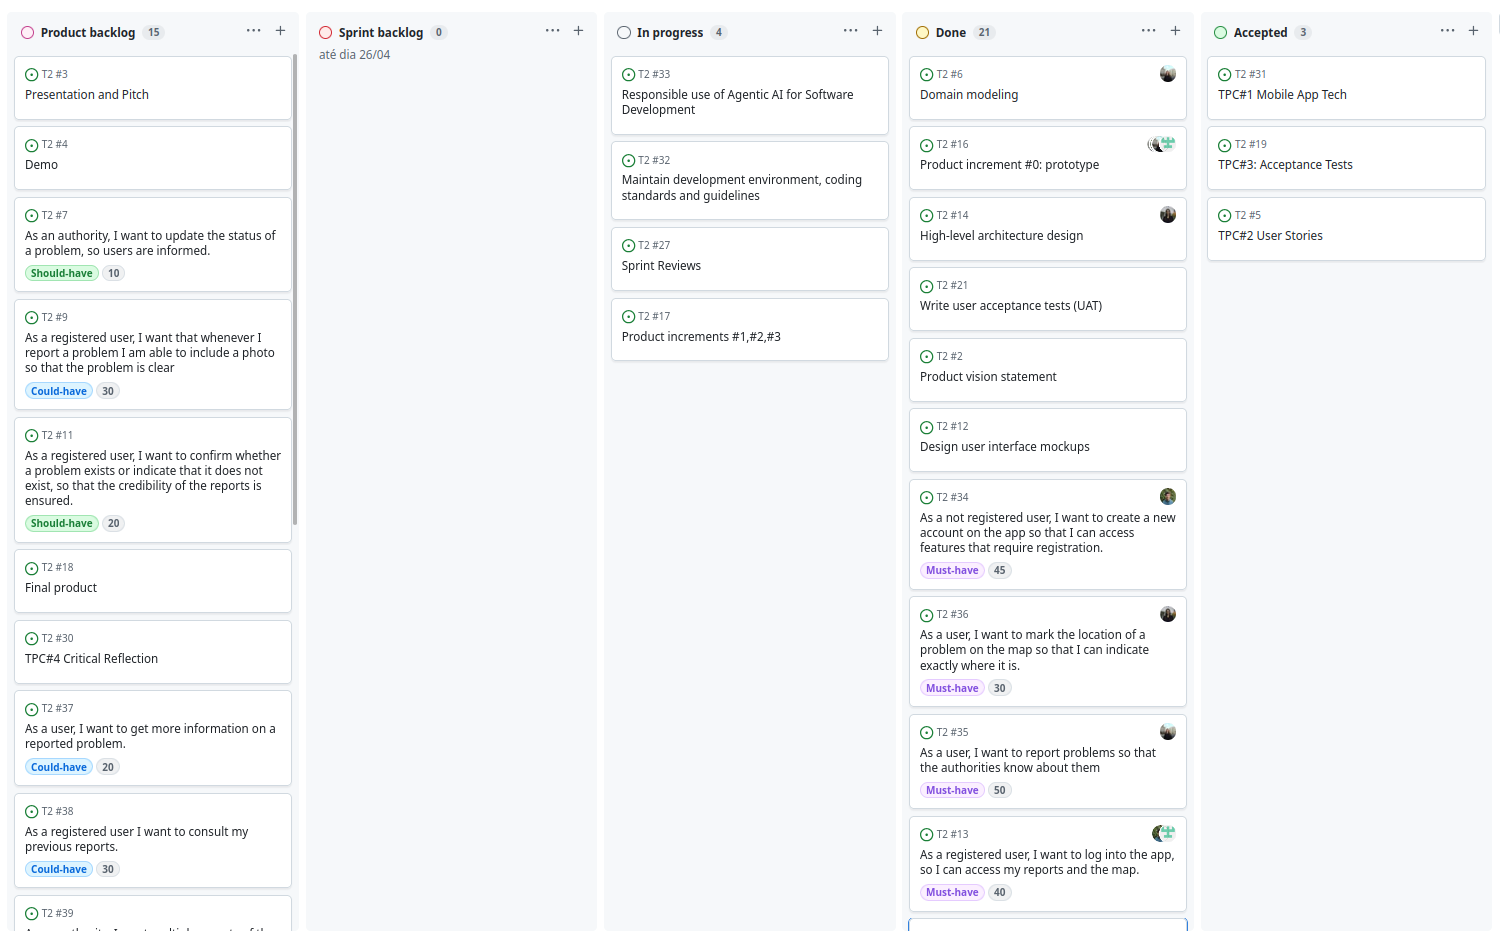 Product backlog 15
T2 #3
Presentation and Pitch
T2 #4
Demo
T2 #7
As an authority, I want to update the status of
a problem, so users are informed.
Should-have 10
T2 #9
As a registered user, I want that whenever I
report a problem I am able to include a photo
so that the problem is clear
Could-have 30
T2 #11
As a registered user, I want to confirm whether
a problem exists or indicate that it does not
exist, so that the credibility of the reports is
ensured.
Should-have 20
T2 #18
Final product
T2 #30
TPC#4 Critical Reflection
T2 #37
As a user, I want to get more information on a
reported problem.
Could-have 20
T2 #38
As a registered user I want to consult my
previous reports.
Could-have 30
T2 #39
Sprint backlog 0
até dia 26/04
In progress 4
T2 #33
Responsible use of Agentic AI for Software
Development
T2 #32
Maintain development environment, coding
standards and guidelines
T2 #27
Sprint Reviews
T2 #17
Product increments #1,#2,#3
Done 21
T2 #6
Domain modeling
T2 #16
Product increment #0: prototype
T2 #14
High-level architecture design
T2 #21
Write user acceptance tests (UAT)
T2 #2
Product vision statement
T2 #12
Design user interface mockups
T2 #34
As a not registered user, I want to create a new
account on the app so that I can access
features that require registration.
Must-have 45
T2 #36
As a user, I want to mark the location of a
problem on the map so that I can indicate
exactly where it is.
Must-have 30
T2 #35
As a user, I want to report problems so that
the authorities know about them
Must-have 50
T2 #13
As a registered user, I want to log into the app,
so I can access my reports and the map.
Must-have 40
Accepted 3
T2 #31
TPC#1 Mobile App Tech
T2 #19
TPC#3: Acceptance Tests
T2 #5
TPC#2 User Stories